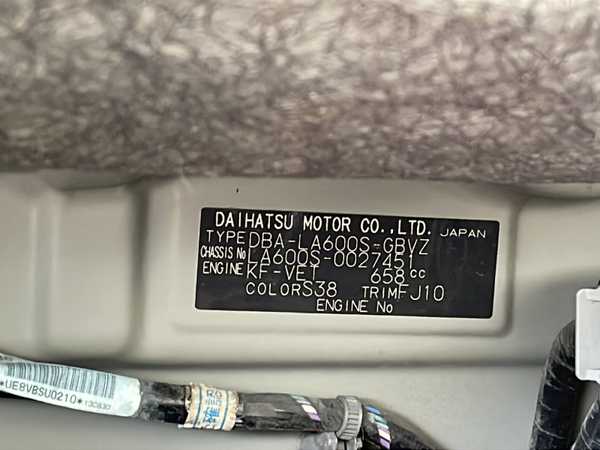 DAIHATSU MOTOR CO.,LTD. JAPAN
TYPE DBA-LA600S-GBVZ
CHASSIS No LA600S-0027451
ENGINE KF-VET 658 cc
COLOR S38 TRIM FJ10
ENGINE No
*UE8VBSU0210*